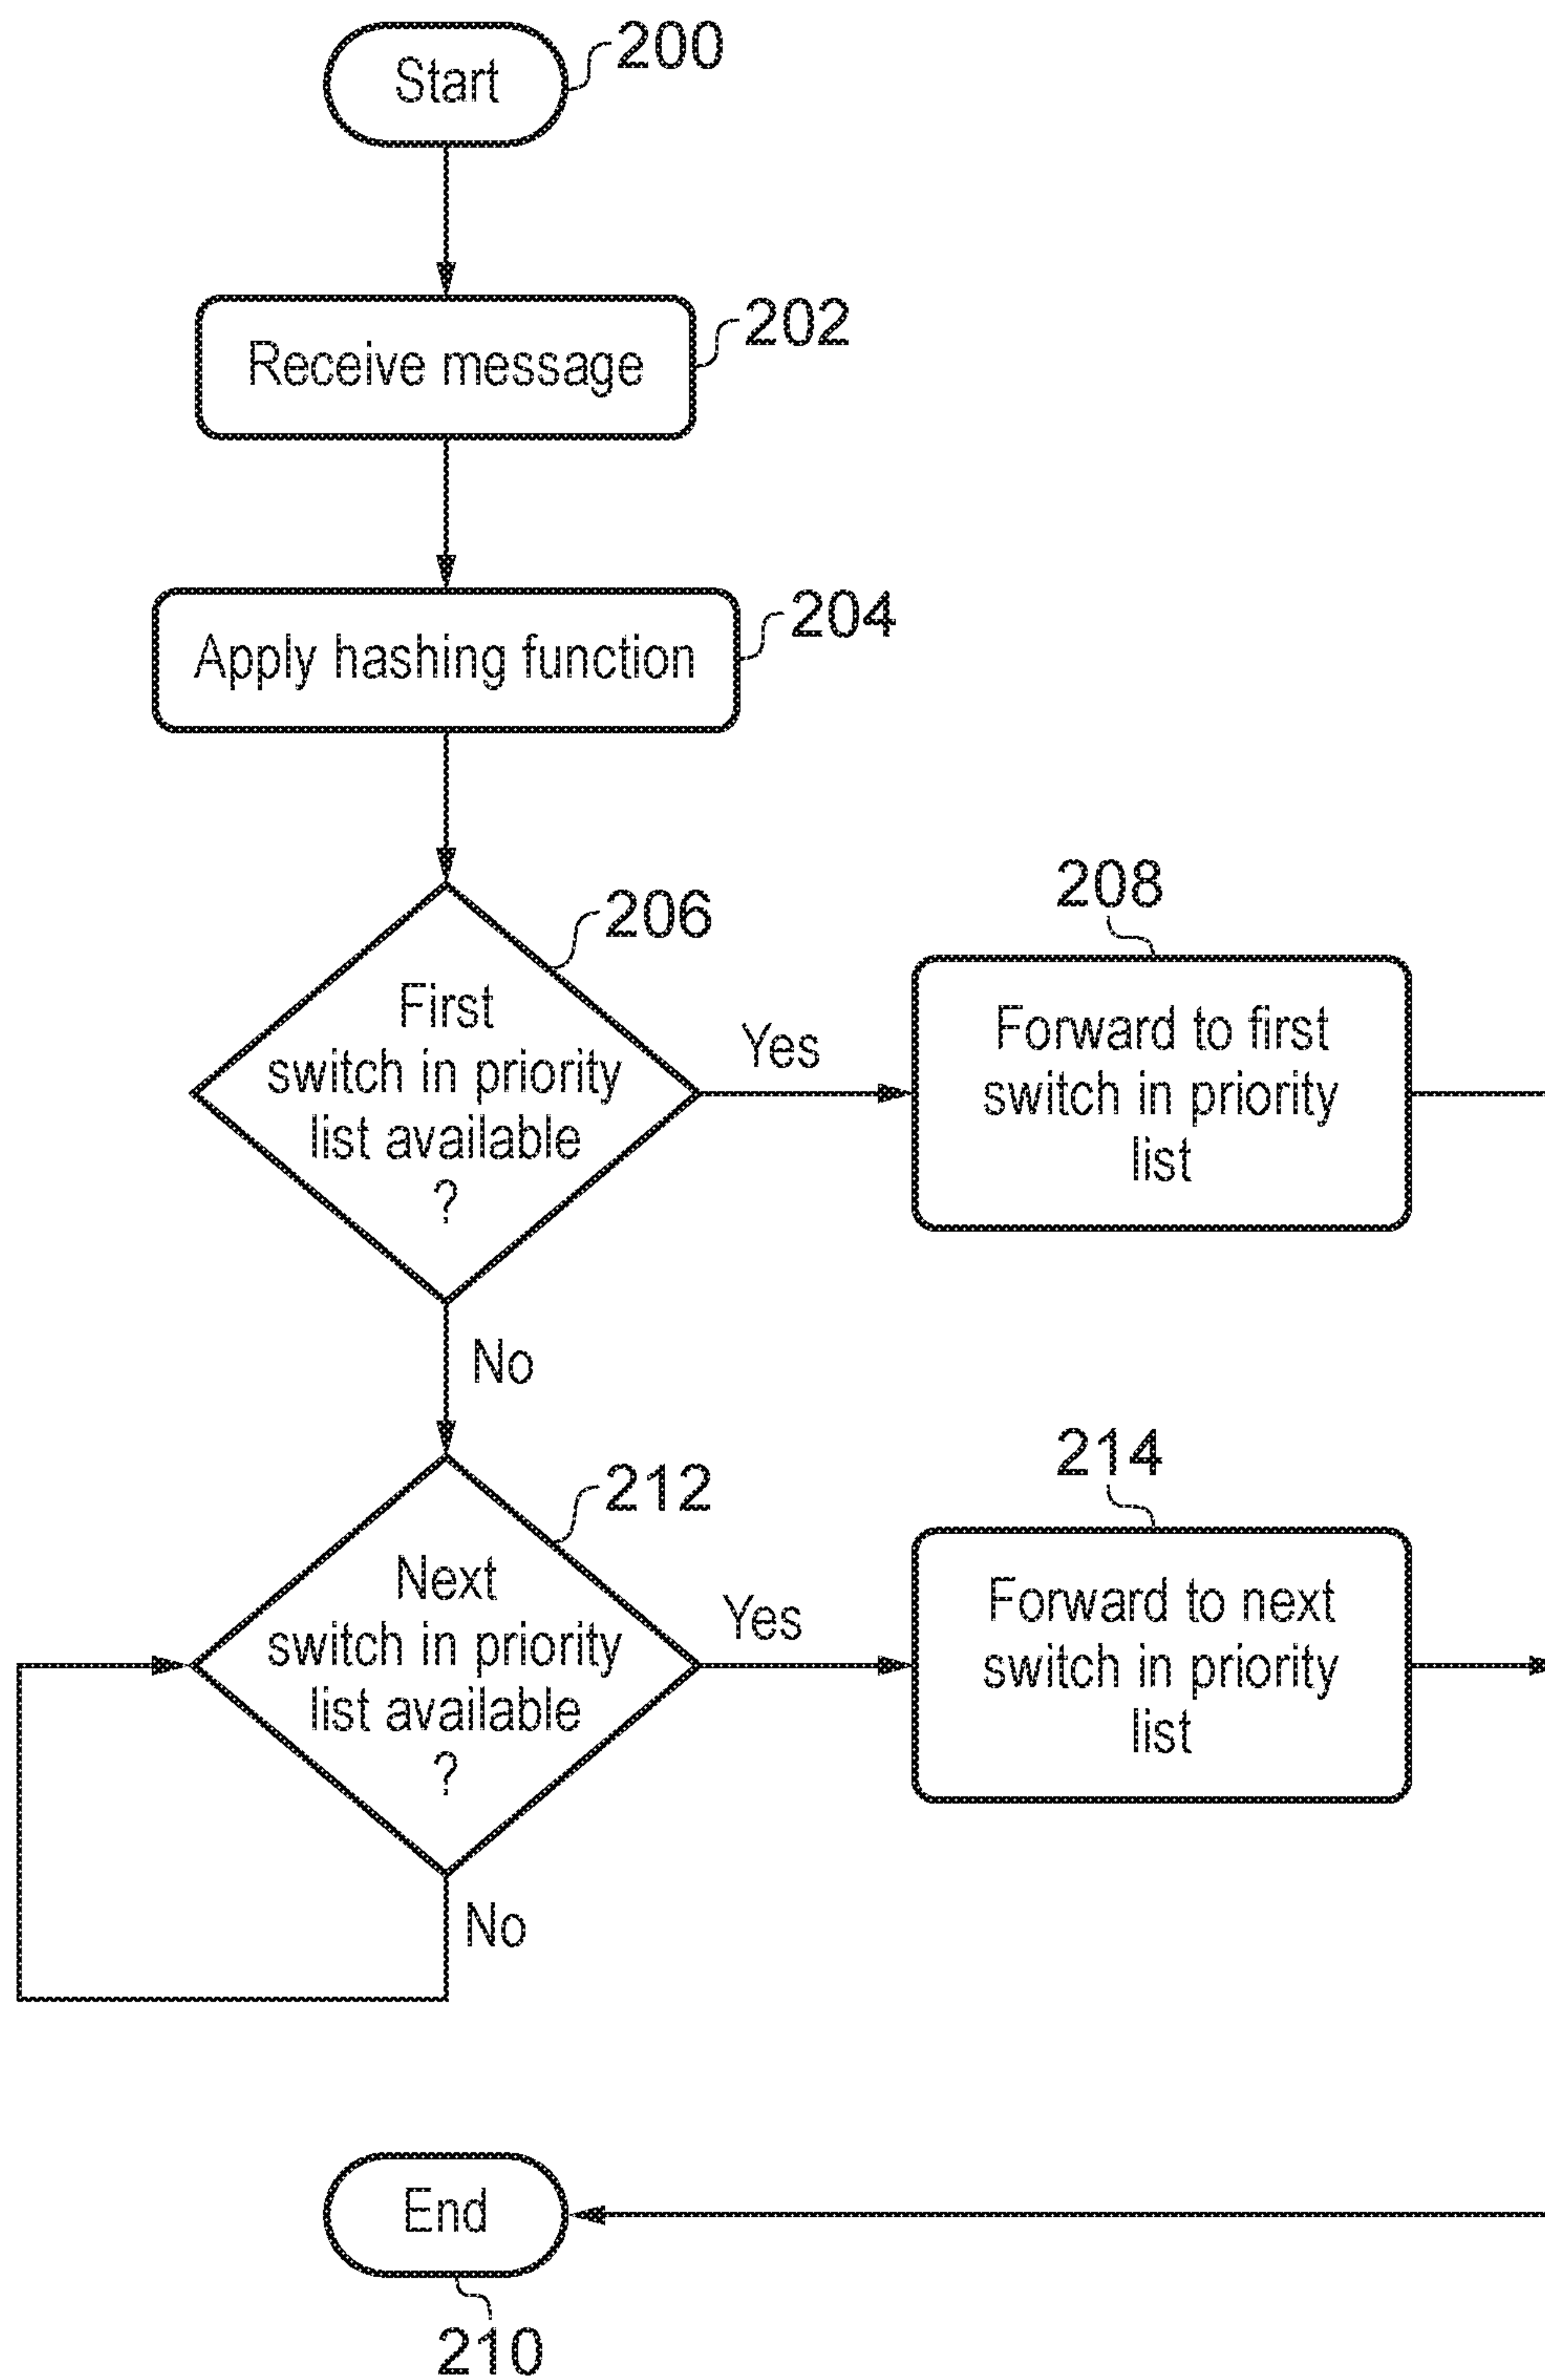 Start
200
Receive message
202
Apply hashing function
204
206
First
switch in priority
list available
?
Yes
208
Forward to first
switch in priority
list
No
212
Next
switch in priority
list available
?
Yes
214
Forward to next
switch in priority
list
No
End
210